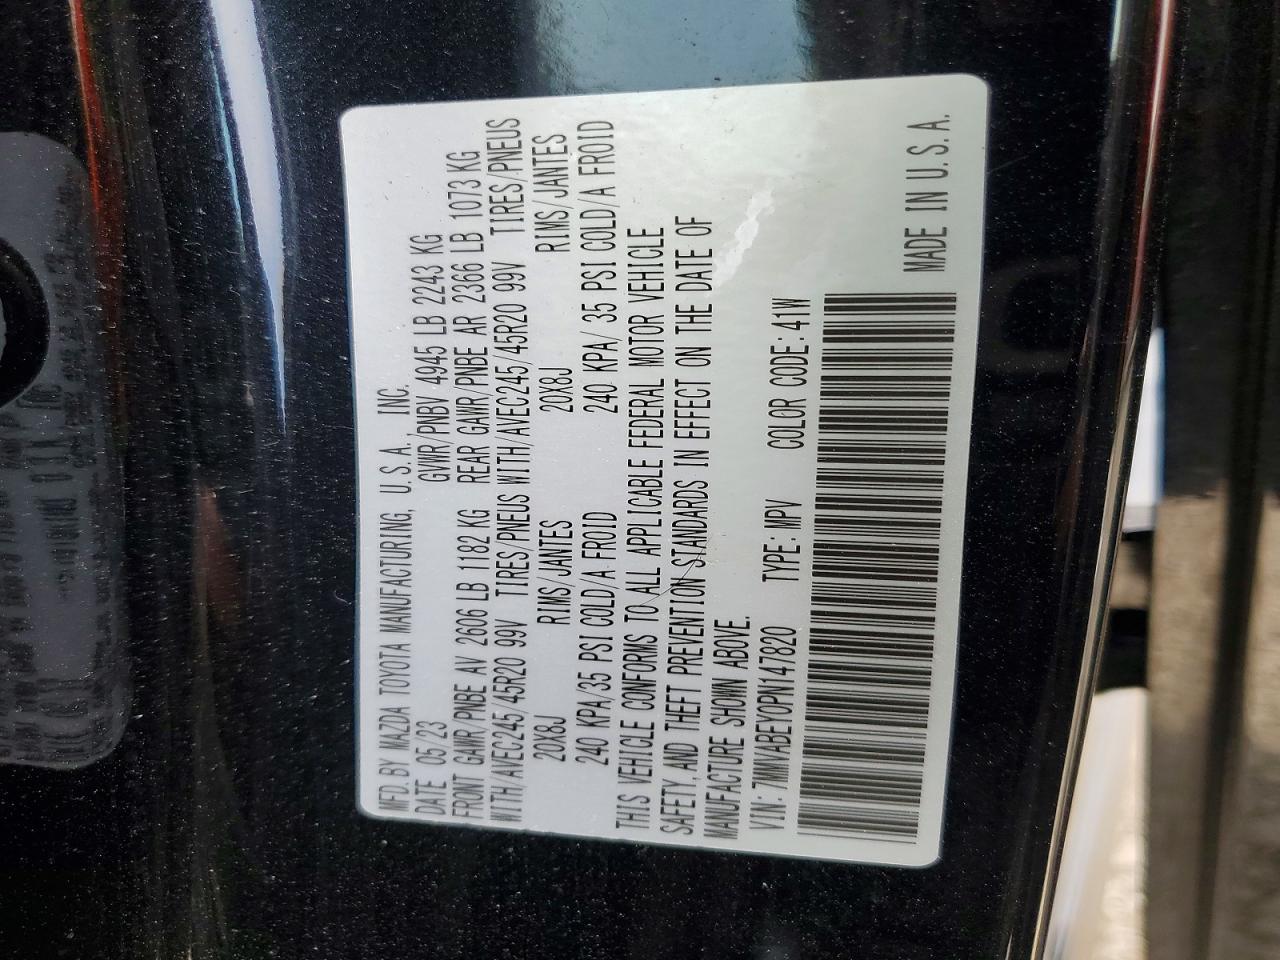 MFD. BY MAZDA TOYOTA MANUFACTURING, U.S.A., INC.
DATE 05/23 GVWR/PNBV 4945 LB 2243 KG
FRONT GAWR/PNBE AV 2606 LB 1182 KG REAR GAWR/PNBE AR 2366 LB 1073 KG
WITH/AVEC245/45R20 99V TIRES/PNEUS WITH/AVEC245/45R20 99V TIRES/PNEUS
20X8J RIMS/JANTES 20X8J RIMS/JANTES
240 KPA/35 PSI COLD/A FROID 240 KPA/ 35 PSI COLD/A FROID
THIS VEHICLE CONFORMS TO ALL APPLICABLE FEDERAL MOTOR VEHICLE
SAFETY, AND THEFT PREVENTION STANDARDS IN EFFECT ON THE DATE OF
MANUFACTURE SHOWN ABOVE.
VIN: 7MMVABEY0PN147820 TYPE: MPV COLOR CODE: 41W
MADE IN U.S.A.